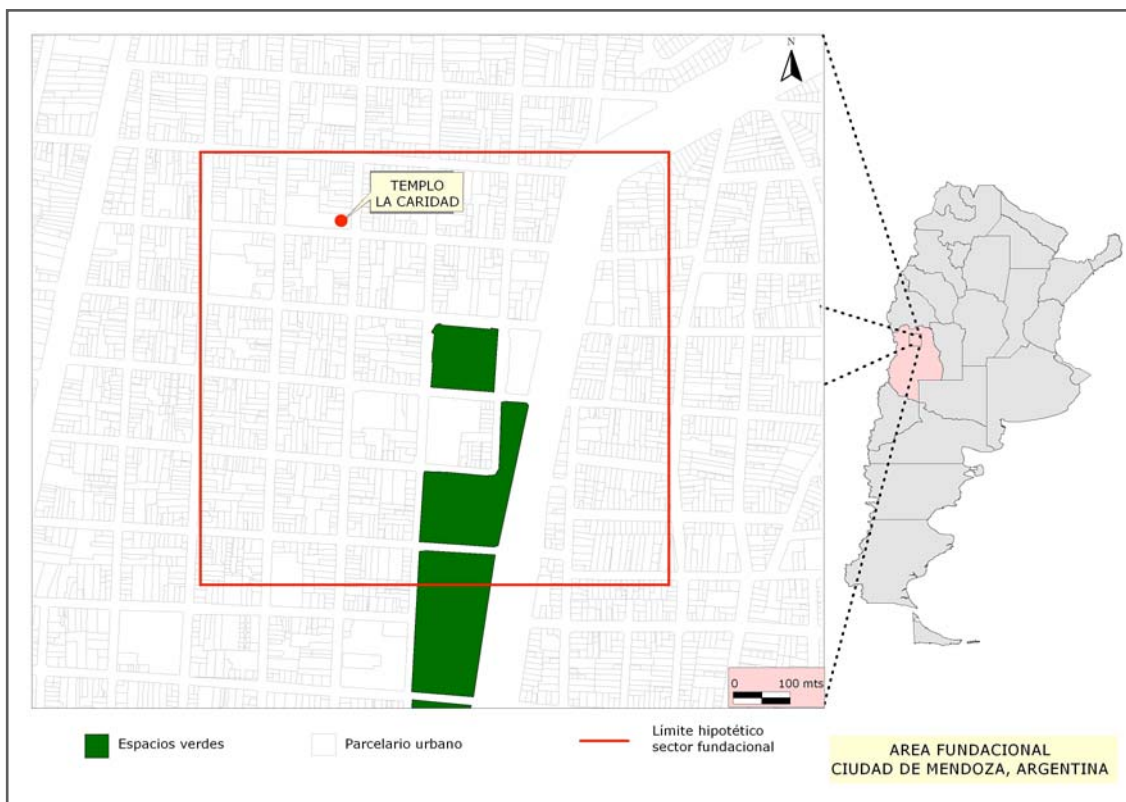 N
TEMPLO
LA CARIDAD
0 100 mts
Espacios verdes
Parcelario urbano
Límite hipotético
sector fundacional
AREA FUNDACIONAL
CIUDAD DE MENDOZA, ARGENTINA